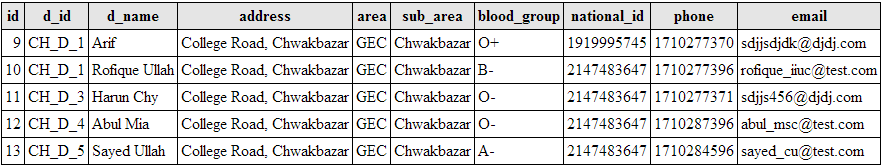 id d_id d_name address area sub_area blood_group national_id phone email
9 CH_D_1 Arif College Road, Chwakbazar GEC Chwakbazar O+ 1919995745 1710277370 sdjjsdjdk@djdj.com
10 CH_D_1 Rofique Ullah College Road, Chwakbazar GEC Chwakbazar B- 2147483647 1710277396 rofique_iiuc@test.com
11 CH_D_3 Harun Chy College Road, Chwakbazar GEC Chwakbazar O- 2147483647 1710277371 sdjjs456@djdj.com
12 CH_D_4 Abul Mia College Road, Chwakbazar GEC Chwakbazar O- 2147483647 1710287396 abul_msc@test.com
13 CH_D_5 Sayed Ullah College Road, Chwakbazar GEC Chwakbazar A- 2147483647 1710284596 sayed_cu@test.com